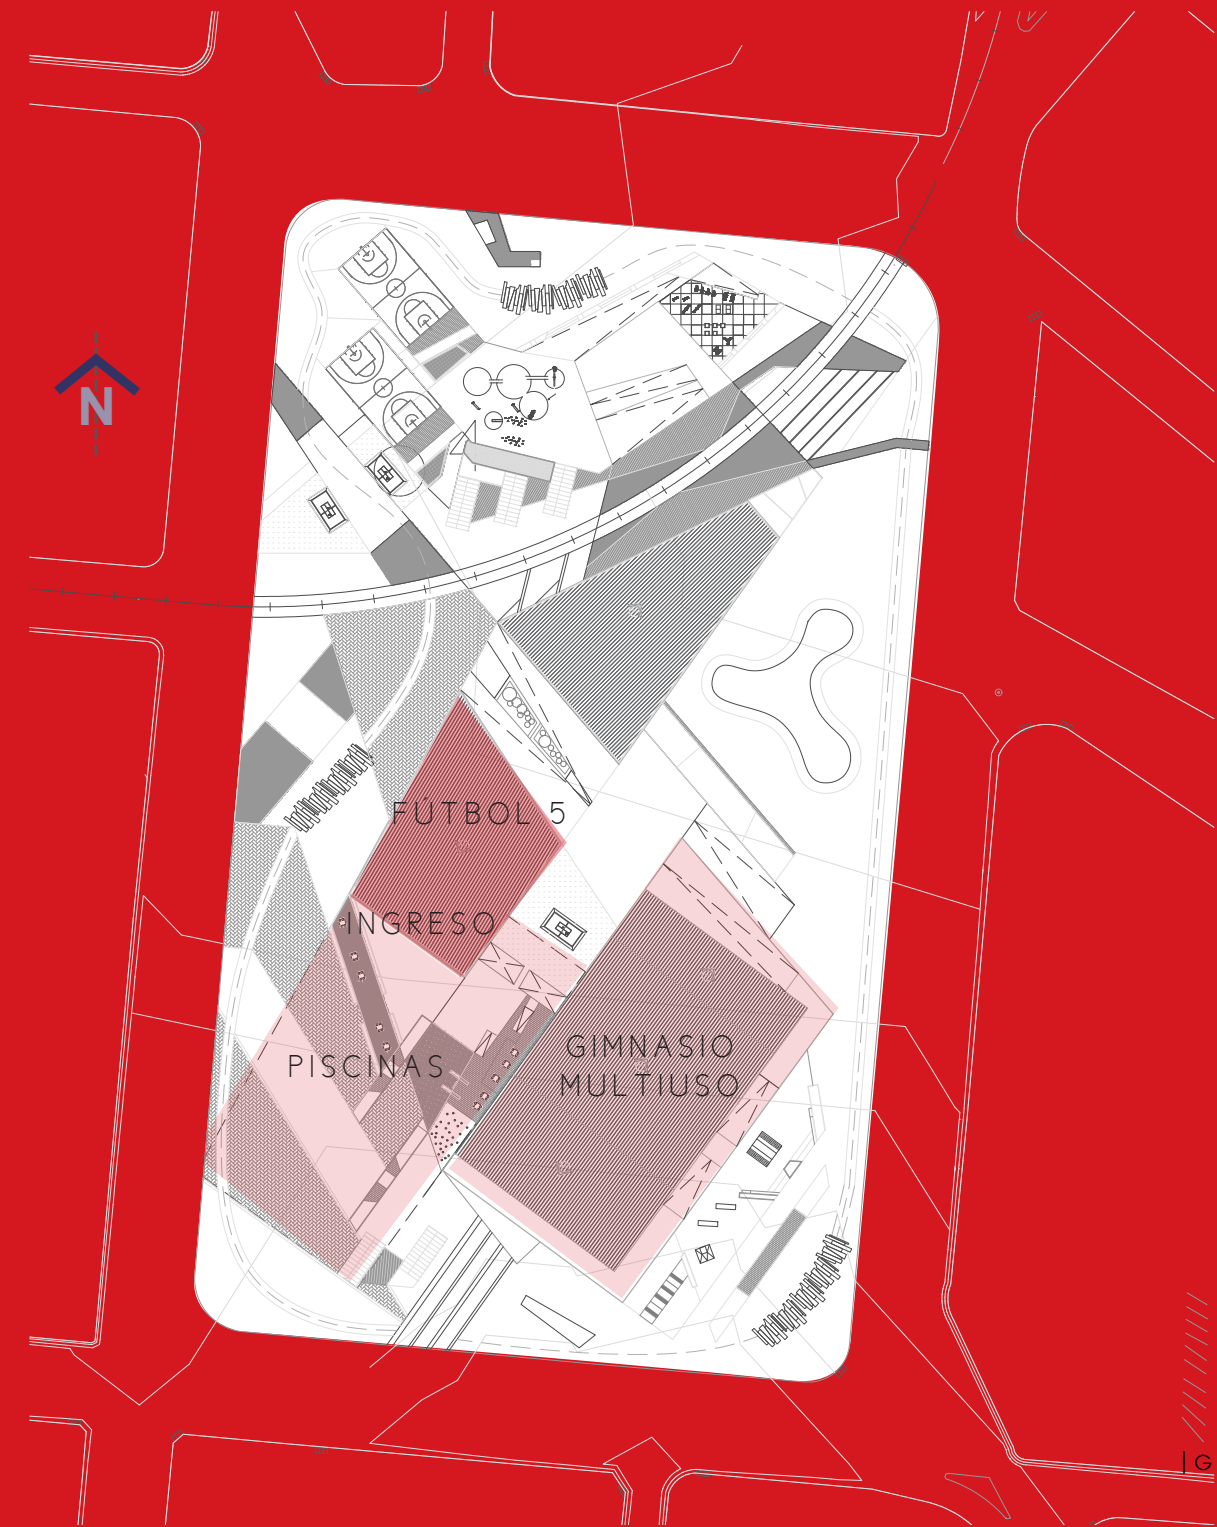 N
FÚTBOL 5
INGRESO
PISCINAS
GIMNASIO
MULTIUSO
| G